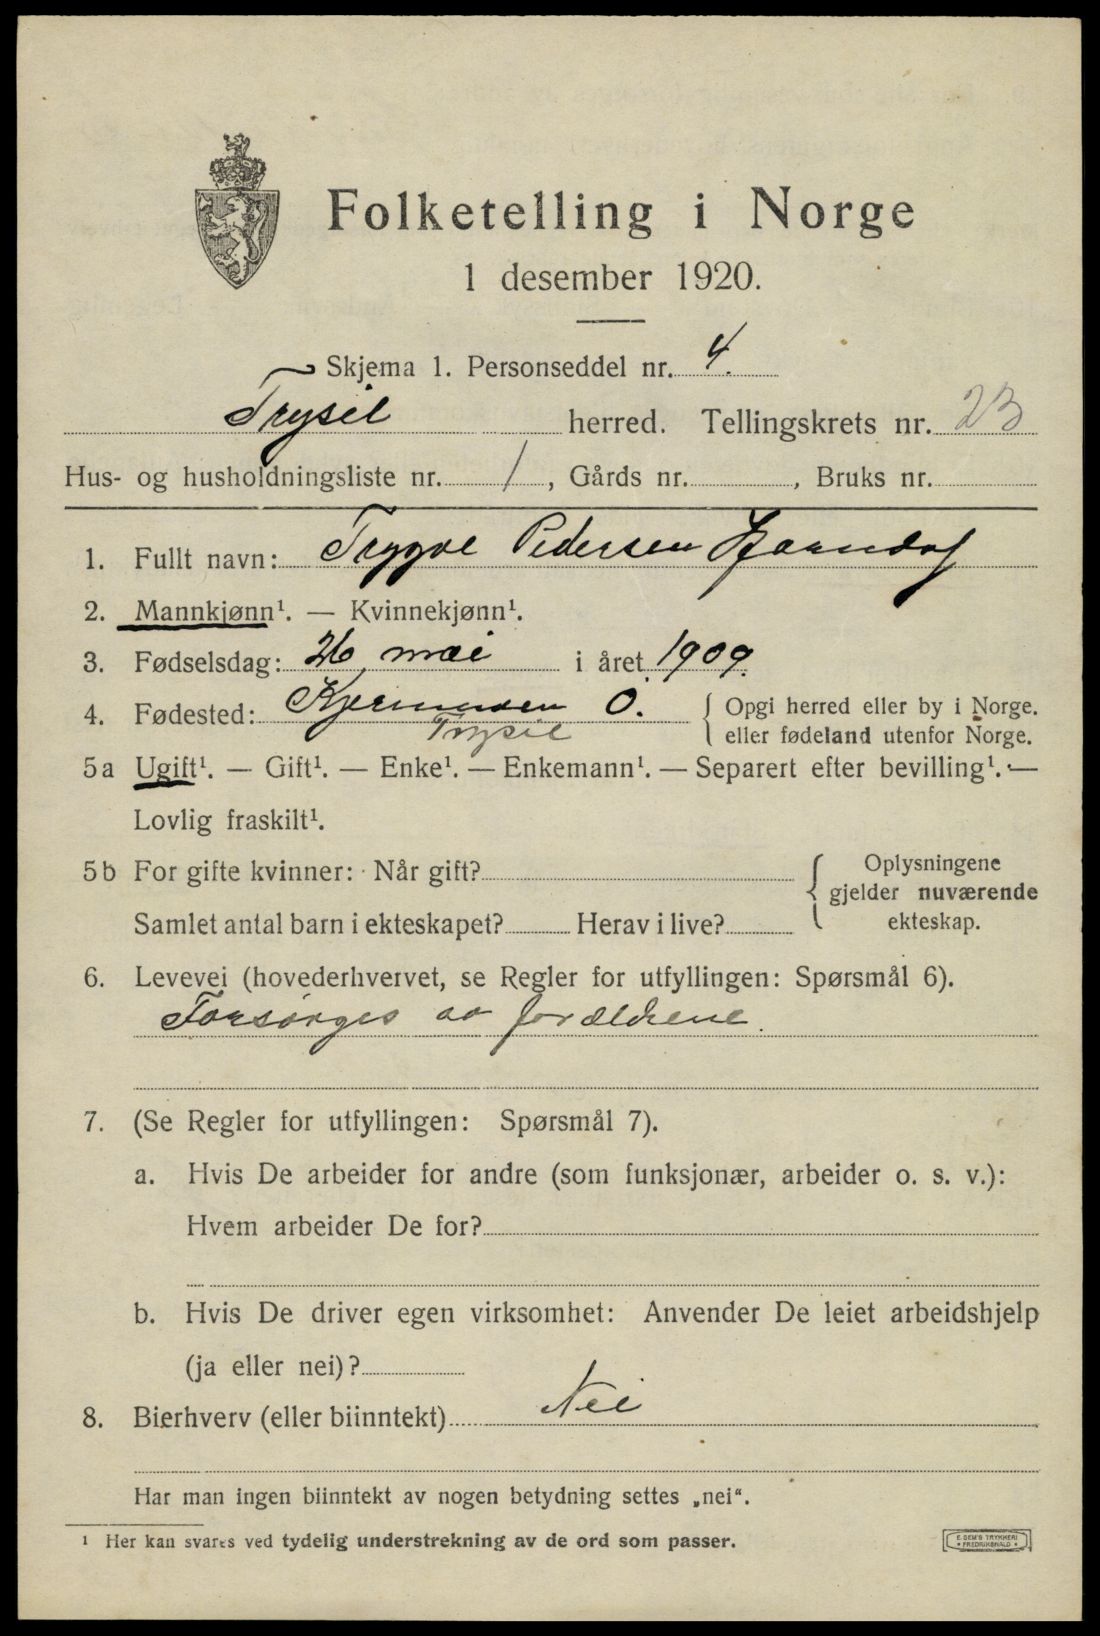 Folketelling i Norge
1 desember 1920.
Skjema 1. Personseddel nr. 4.
Trysil herred. Tellingskrets nr. 23
Hus- og husholdningsliste nr. 1, Gårds nr. , Bruks nr.
1. Fullt navn: Trygve Pedersen
2. Mannkjønn¹. — Kvinnekjønn¹.
3. Fødselsdag: 26 mai i året 1909.
4. Fødested: O. { Opgi herred eller by i Norge.
Trysil eller fødeland utenfor Norge.
5a Ugift¹. — Gift¹. — Enke¹. — Enkemann¹. — Separert efter bevilling¹. —
Lovlig fraskilt¹.
5b For gifte kvinner: Når gift? { Oplysningene
gjelder nuværende
Samlet antal barn i ekteskapet? Herav i live? ekteskap.
6. Levevei (hovederhvervet, se Regler for utfyllingen: Spørsmål 6).
Forsørges av forældrene.
7. (Se Regler for utfyllingen: Spørsmål 7).
a. Hvis De arbeider for andre (som funksjonær, arbeider o. s. v.):
Hvem arbeider De for?
b. Hvis De driver egen virksomhet: Anvender De leiet arbeidshjelp
(ja eller nei)?
8. Bierhverv (eller biinntekt) Nei
Har man ingen biinntekt av nogen betydning settes „nei“.
¹ Her kan svares ved tydelig understrekning av de ord som passer.
E. DEM'S TRYKKERI
• FREDRIKSHALD •